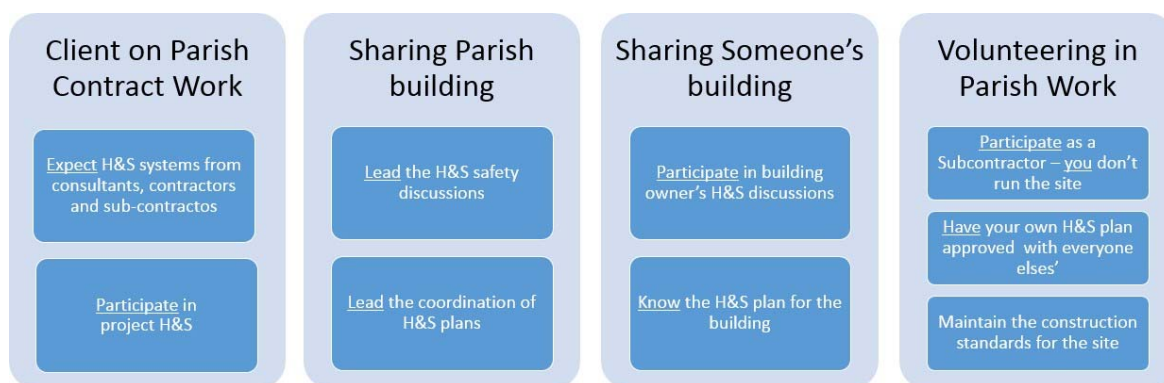 Client on Parish
Contract Work
Expect H&S systems from
consultants, contractors
and sub-contractos
Participate in
project H&S
Sharing Parish
building
Lead the H&S safety
discussions
Lead the coordination of
H&S plans
Sharing Someone's
building
Participate in building
owner's H&S discussions
Know the H&S plan for the
building
Volunteering in
Parish Work
Participate as a
Subcontractor – you don't
run the site
Have your own H&S plan
approved with everyone
elses'
Maintain the construction
standards for the site